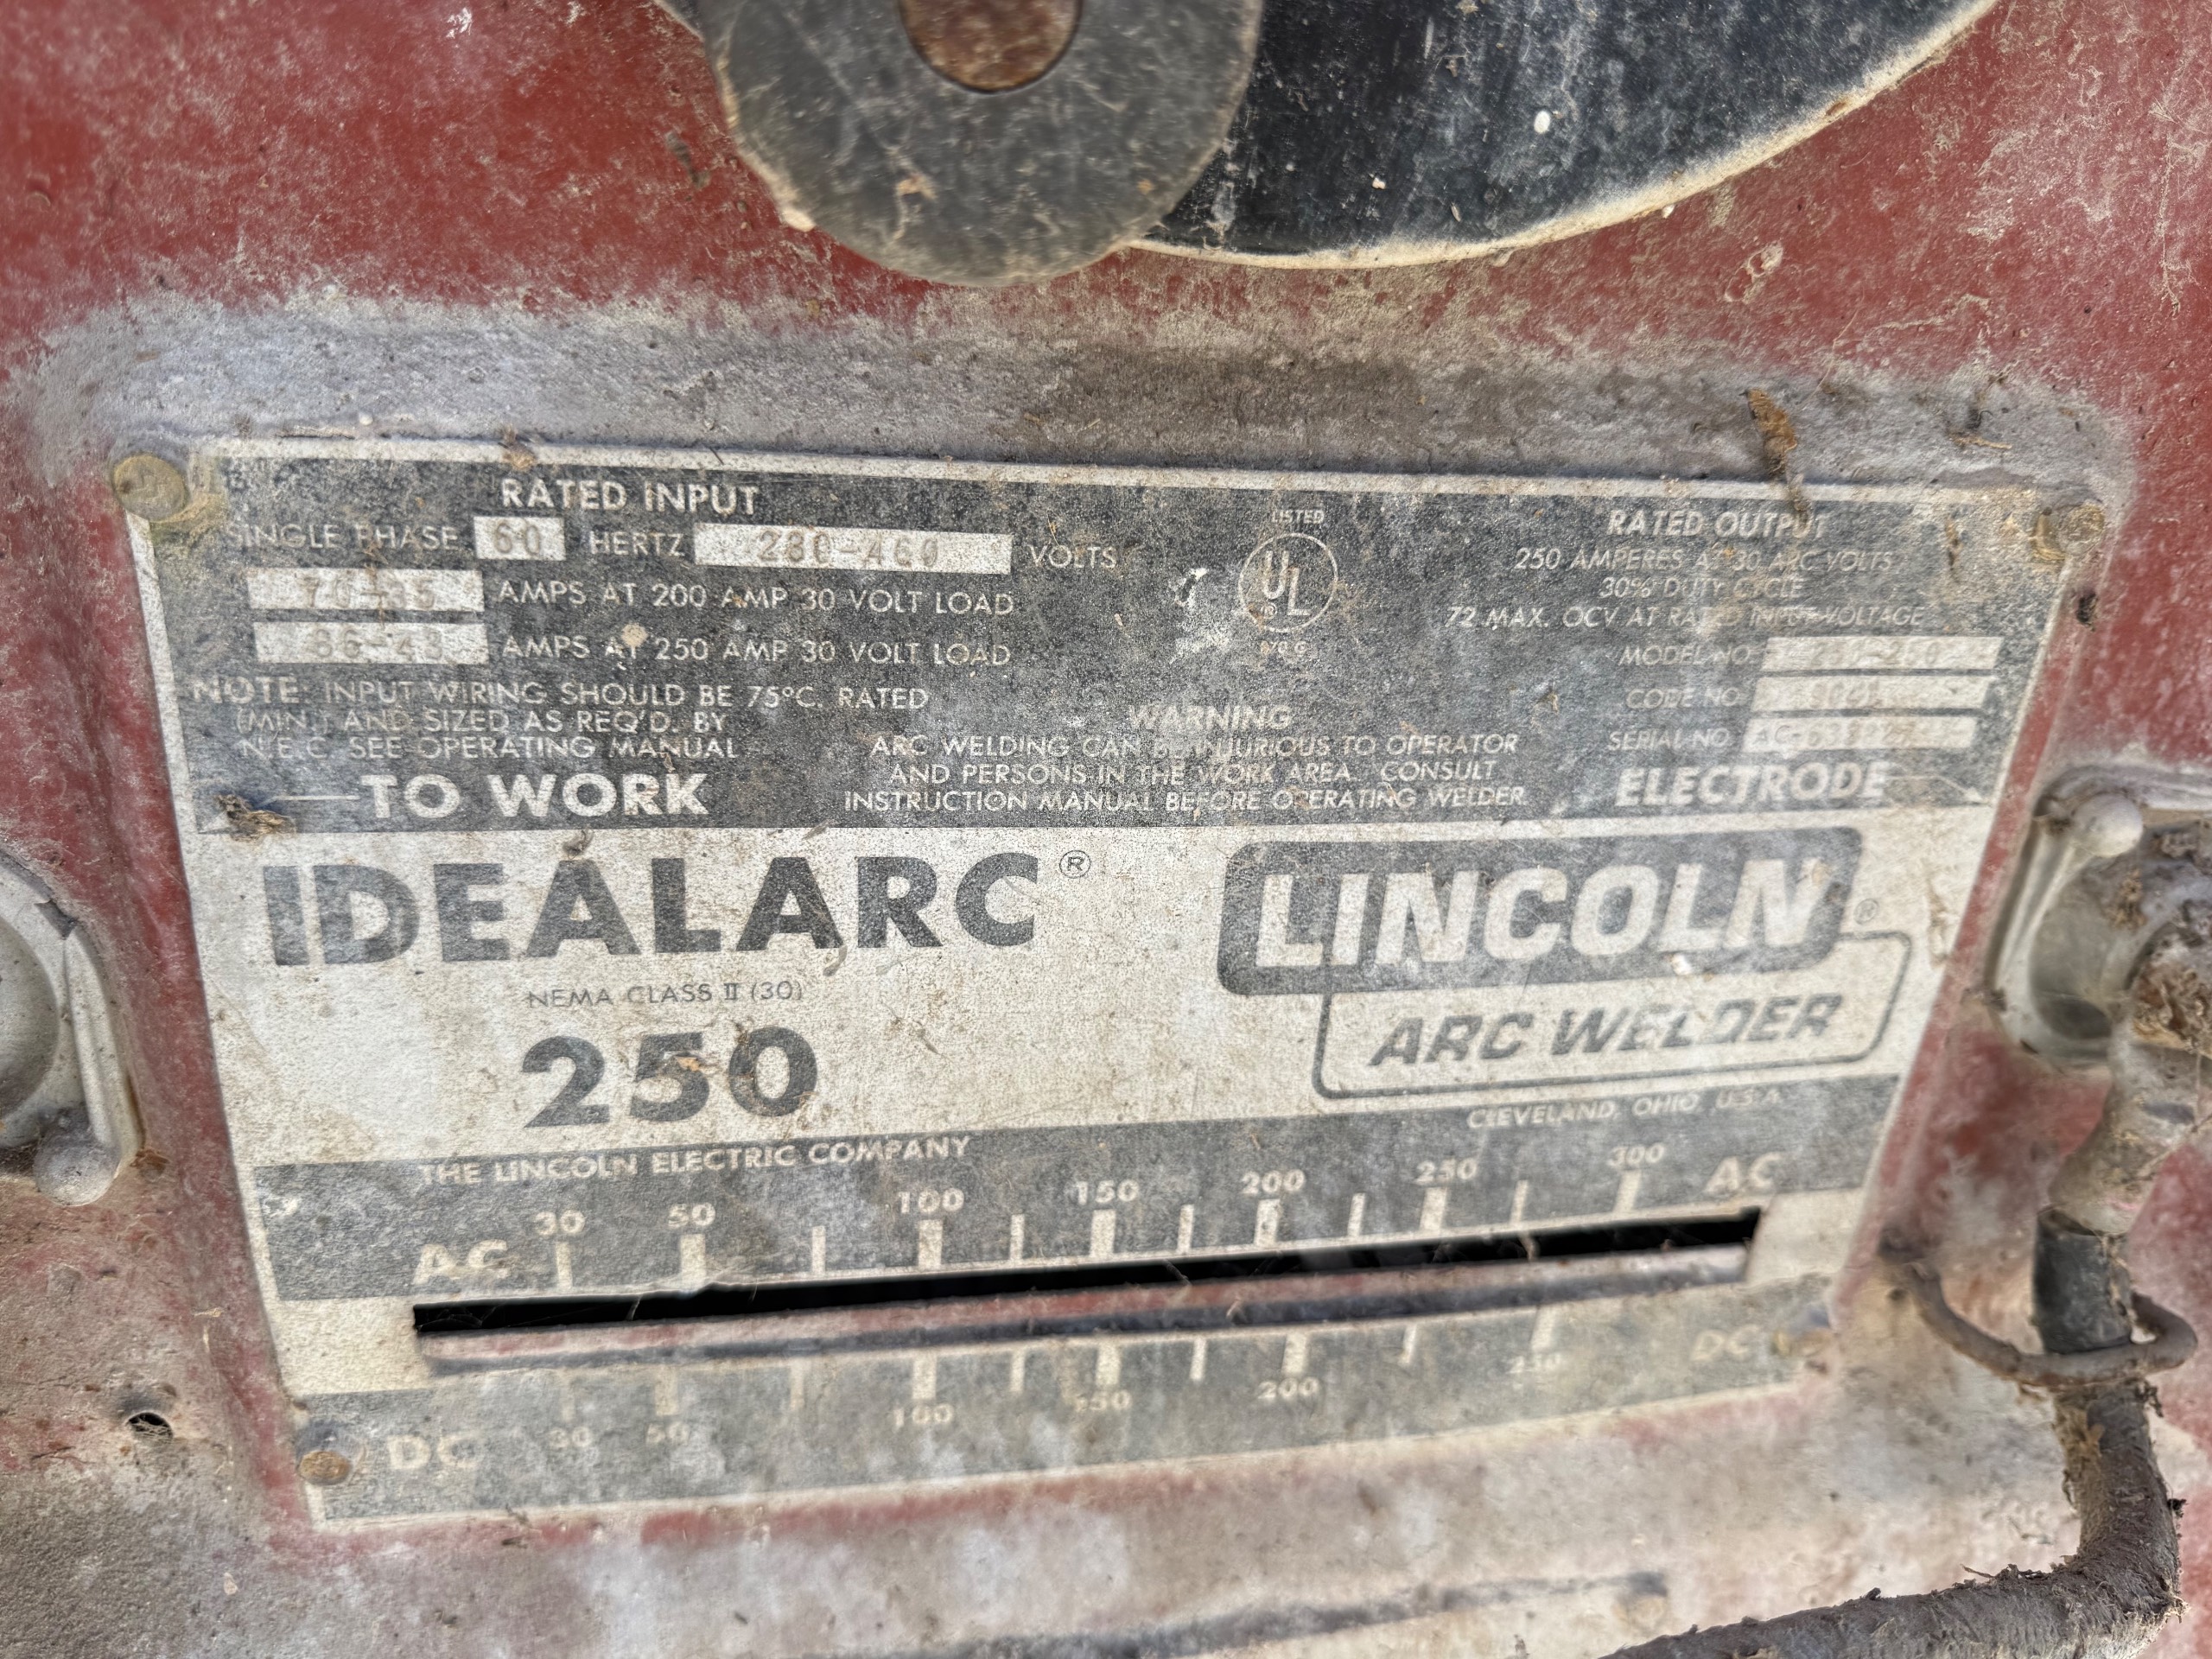 RATED INPUT
SINGLE PHASE 60 HERTZ 230-460 VOLTS
AMPS AT 200 AMP 30 VOLT LOAD
86-43 AMPS AT 250 AMP 30 VOLT LOAD
NOTE: INPUT WIRING SHOULD BE 75°C. RATED
(MIN.) AND SIZED AS REQ'D. BY
N.E.C. SEE OPERATING MANUAL
TO WORK
LISTED
UL ®
WARNING
ARC WELDING CAN BE INJURIOUS TO OPERATOR
AND PERSONS IN THE WORK AREA. CONSULT
INSTRUCTION MANUAL BEFORE OPERATING WELDER
RATED OUTPUT
250 AMPERES AT 30 ARC VOLTS
30% DUTY CYCLE
72 MAX. OCV AT RATED INPUT VOLTAGE
MODEL NO.
CODE NO.
SERIAL NO.
ELECTRODE
IDEALARC®
NEMA CLASS II (30)
250
LINCOLN®
ARC WELDER
CLEVELAND, OHIO, U.S.A.
THE LINCOLN ELECTRIC COMPANY
AC 30 50 100 150 200 250 300 AC
DC 30 50 100 150 200 250 DC